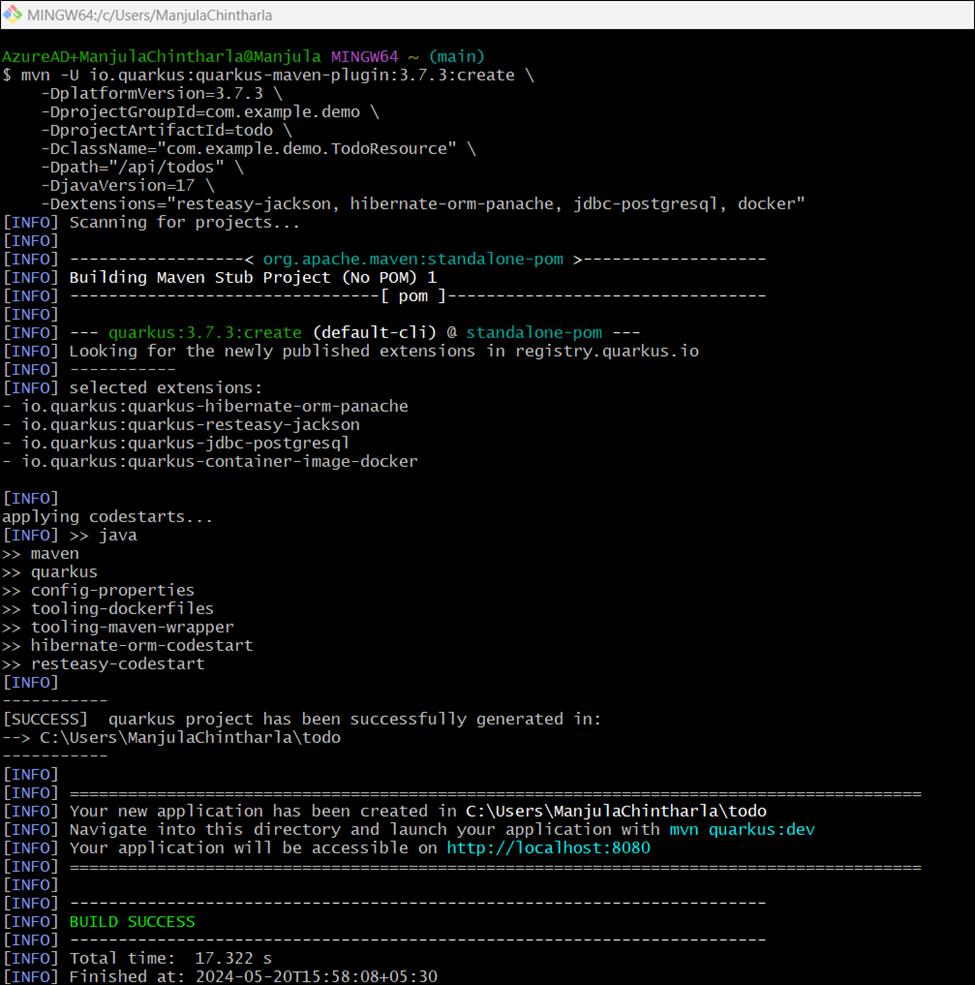 MINGW64:/c/Users/ManjulaChintharla
AzureAD+ManjulaChintharla@Manjula MINGW64 ~ (main)
$ mvn -U io.quarkus:quarkus-maven-plugin:3.7.3:create \
    -DplatformVersion=3.7.3 \
    -DprojectGroupId=com.example.demo \
    -DprojectArtifactId=todo \
    -DclassName="com.example.demo.TodoResource" \
    -Dpath="/api/todos" \
    -DjavaVersion=17 \
    -Dextensions="resteasy-jackson, hibernate-orm-panache, jdbc-postgresql, docker"
[INFO] Scanning for projects...
[INFO]
[INFO] ------------------< org.apache.maven:standalone-pom >-------------------
[INFO] Building Maven Stub Project (No POM) 1
[INFO] --------------------------------[ pom ]---------------------------------
[INFO]
[INFO] --- quarkus:3.7.3:create (default-cli) @ standalone-pom ---
[INFO] Looking for the newly published extensions in registry.quarkus.io
[INFO] -----------
[INFO] selected extensions:
- io.quarkus:quarkus-hibernate-orm-panache
- io.quarkus:quarkus-resteasy-jackson
- io.quarkus:quarkus-jdbc-postgresql
- io.quarkus:quarkus-container-image-docker
[INFO]
applying codestarts...
[INFO] >> java
>> maven
>> quarkus
>> config-properties
>> tooling-dockerfiles
>> tooling-maven-wrapper
>> hibernate-orm-codestart
>> resteasy-codestart
[INFO]
-----------
[SUCCESS]  quarkus project has been successfully generated in:
--> C:\Users\ManjulaChintharla\todo
-----------
[INFO]
[INFO] ========================================================================================
[INFO] Your new application has been created in C:\Users\ManjulaChintharla\todo
[INFO] Navigate into this directory and launch your application with mvn quarkus:dev
[INFO] Your application will be accessible on http://localhost:8080
[INFO] ========================================================================================
[INFO]
[INFO] ------------------------------------------------------------------------
[INFO] BUILD SUCCESS
[INFO] ------------------------------------------------------------------------
[INFO] Total time:  17.322 s
[INFO] Finished at: 2024-05-20T15:58:08+05:30